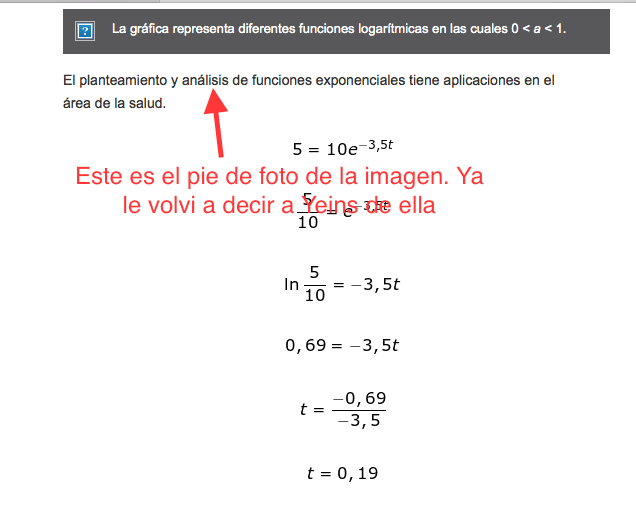 La gráfica representa diferentes funciones logarítmicas en las cuales 0 < a < 1.
El planteamiento y análisis de funciones exponenciales tiene aplicaciones en el
área de la salud.
5 = 10e^{-3,5t}
Este es el pie de foto de la imagen. Ya
le volvi a decir a Yeins de ella
5/10 = e^{-3,5t}
ln 5/10 = -3,5t
0,69 = -3,5t
t = -0,69/-3,5
t = 0,19